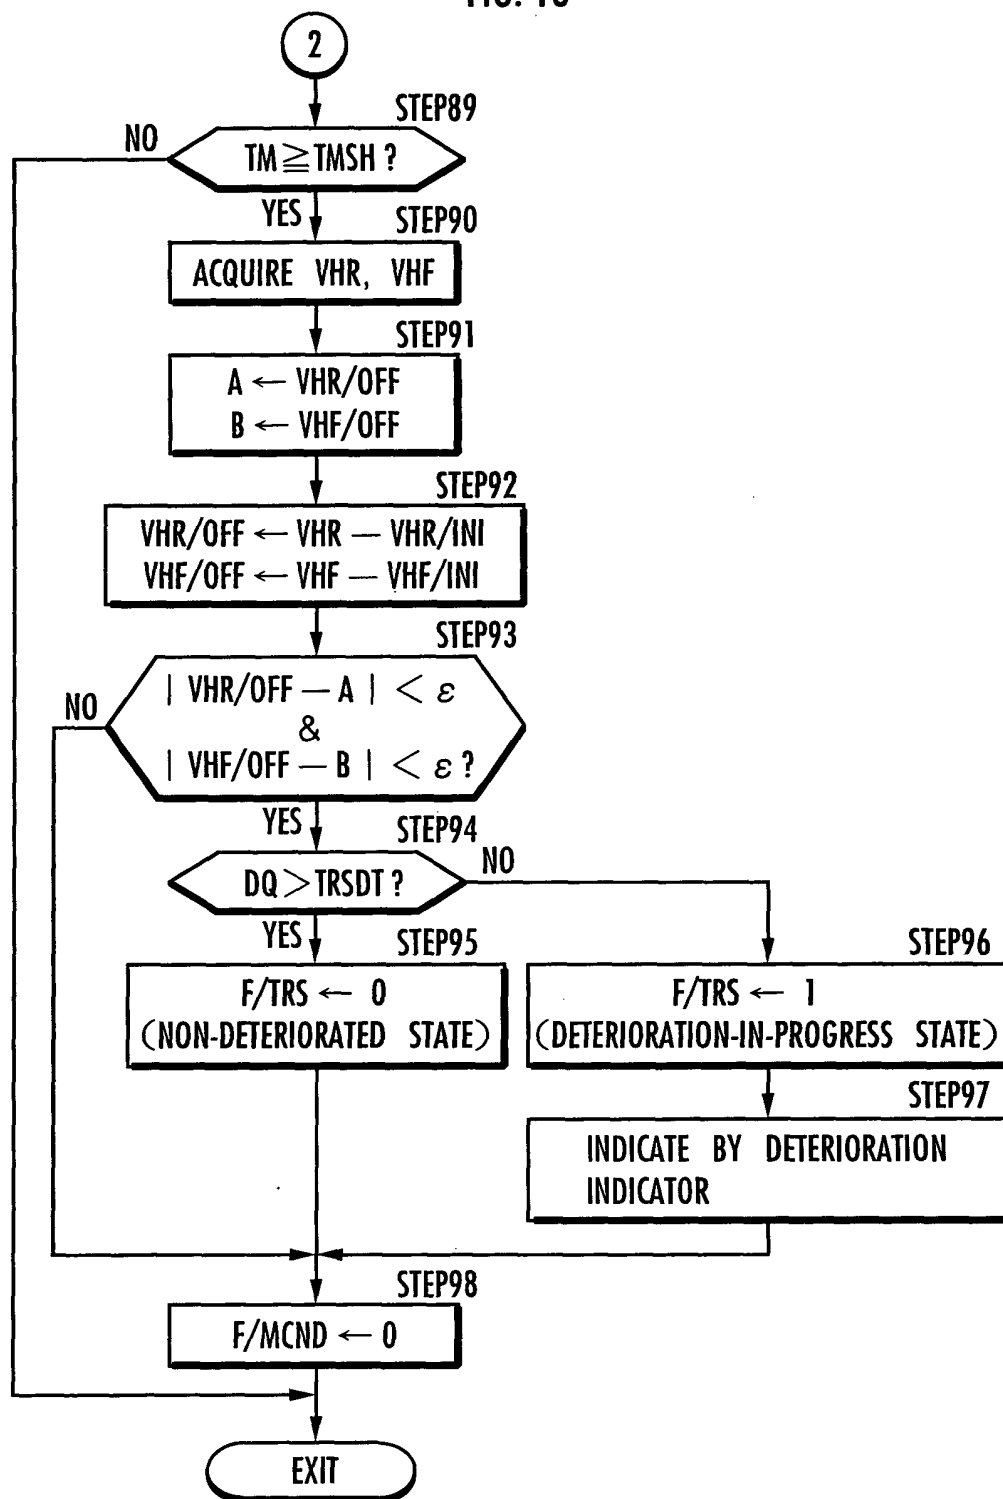 2
STEP89
NO
TM≧TMSH ?
YES
STEP90
ACQUIRE VHR, VHF
STEP91
A ← VHR/OFF
B ← VHF/OFF
STEP92
VHR/OFF ← VHR — VHR/INI
VHF/OFF ← VHF — VHF/INI
STEP93
| VHR/OFF — A | < ε
NO
&
| VHF/OFF — B | < ε ?
YES
STEP94
NO
DQ>TRSDT ?
YES
STEP95
STEP96
F/TRS ← 0
(NON-DETERIORATED STATE)
F/TRS ← 1
(DETERIORATION-IN-PROGRESS STATE)
STEP97
INDICATE BY DETERIORATION
INDICATOR
STEP98
F/MCND ← 0
EXIT